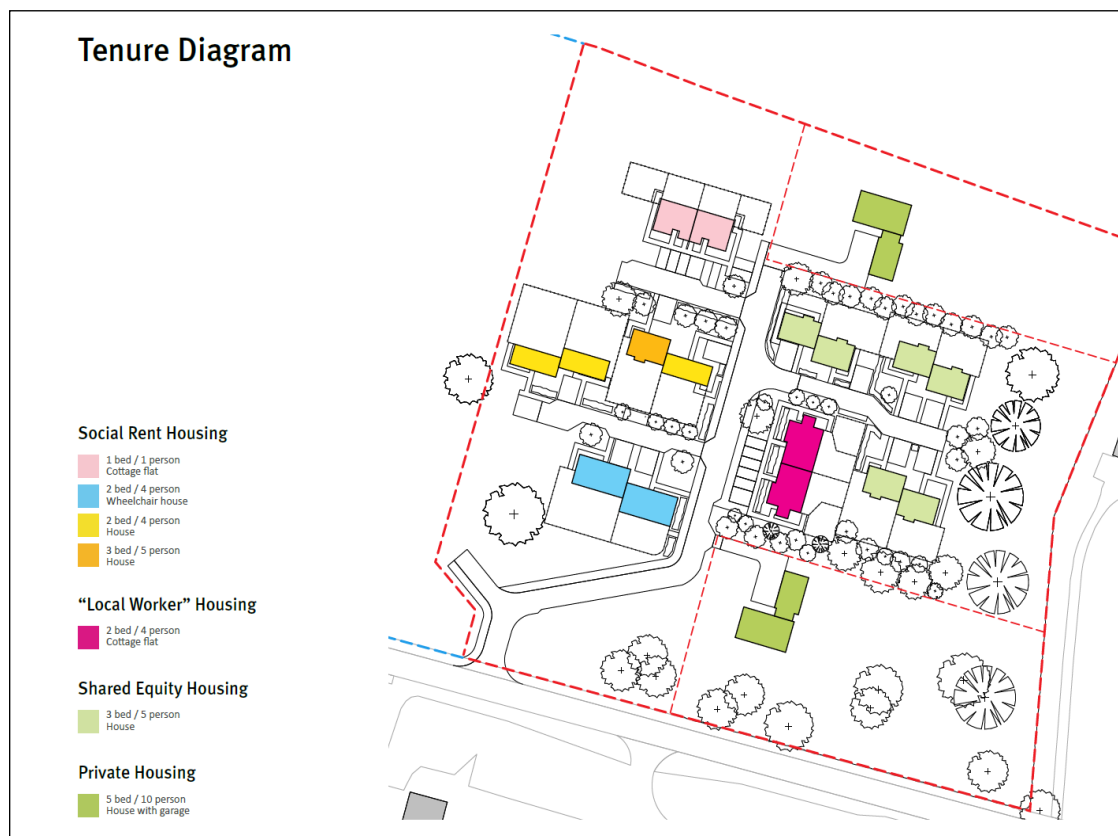 Tenure Diagram
Social Rent Housing
1 bed / 1 person
Cottage flat
2 bed / 4 person
Wheelchair house
2 bed / 4 person
House
3 bed / 5 person
House
“Local Worker” Housing
2 bed / 4 person
Cottage flat
Shared Equity Housing
3 bed / 5 person
House
Private Housing
5 bed / 10 person
House with garage